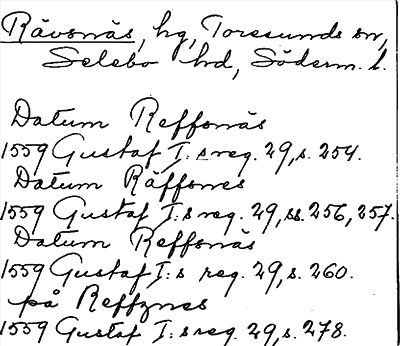 Rävsnäs, hg, Toresunds sn,
Selebo hd, Söderm. l.
Datum Reffsnäs
1559 Gustaf I:s reg. 29, s. 254.
Datum Räffsnes
1559 Gustaf I:s reg. 29, ss. 256, 257.
Datum Reffsnäs
1559 Gustaf I:s reg. 29, s. 260.
på Reffznes
1559 Gustaf I:s reg. 29, s. 278.